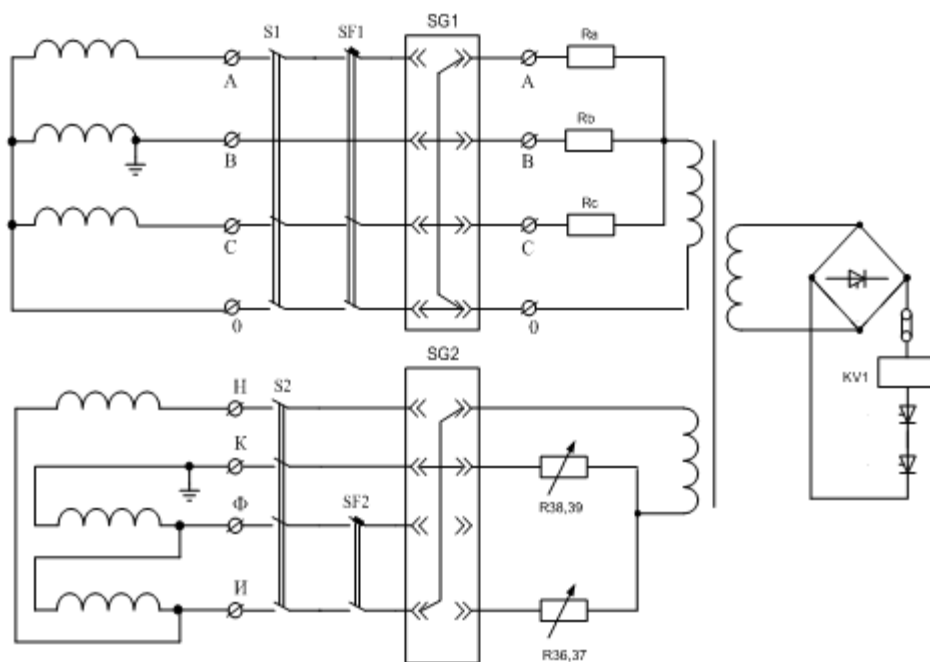 S1 SF1 SG1 Ra
A A
Rb
B B
Rc
C C
0 0
SG2
Н S2
KV1
К
R38,39
Ф SF2
И
R36,37